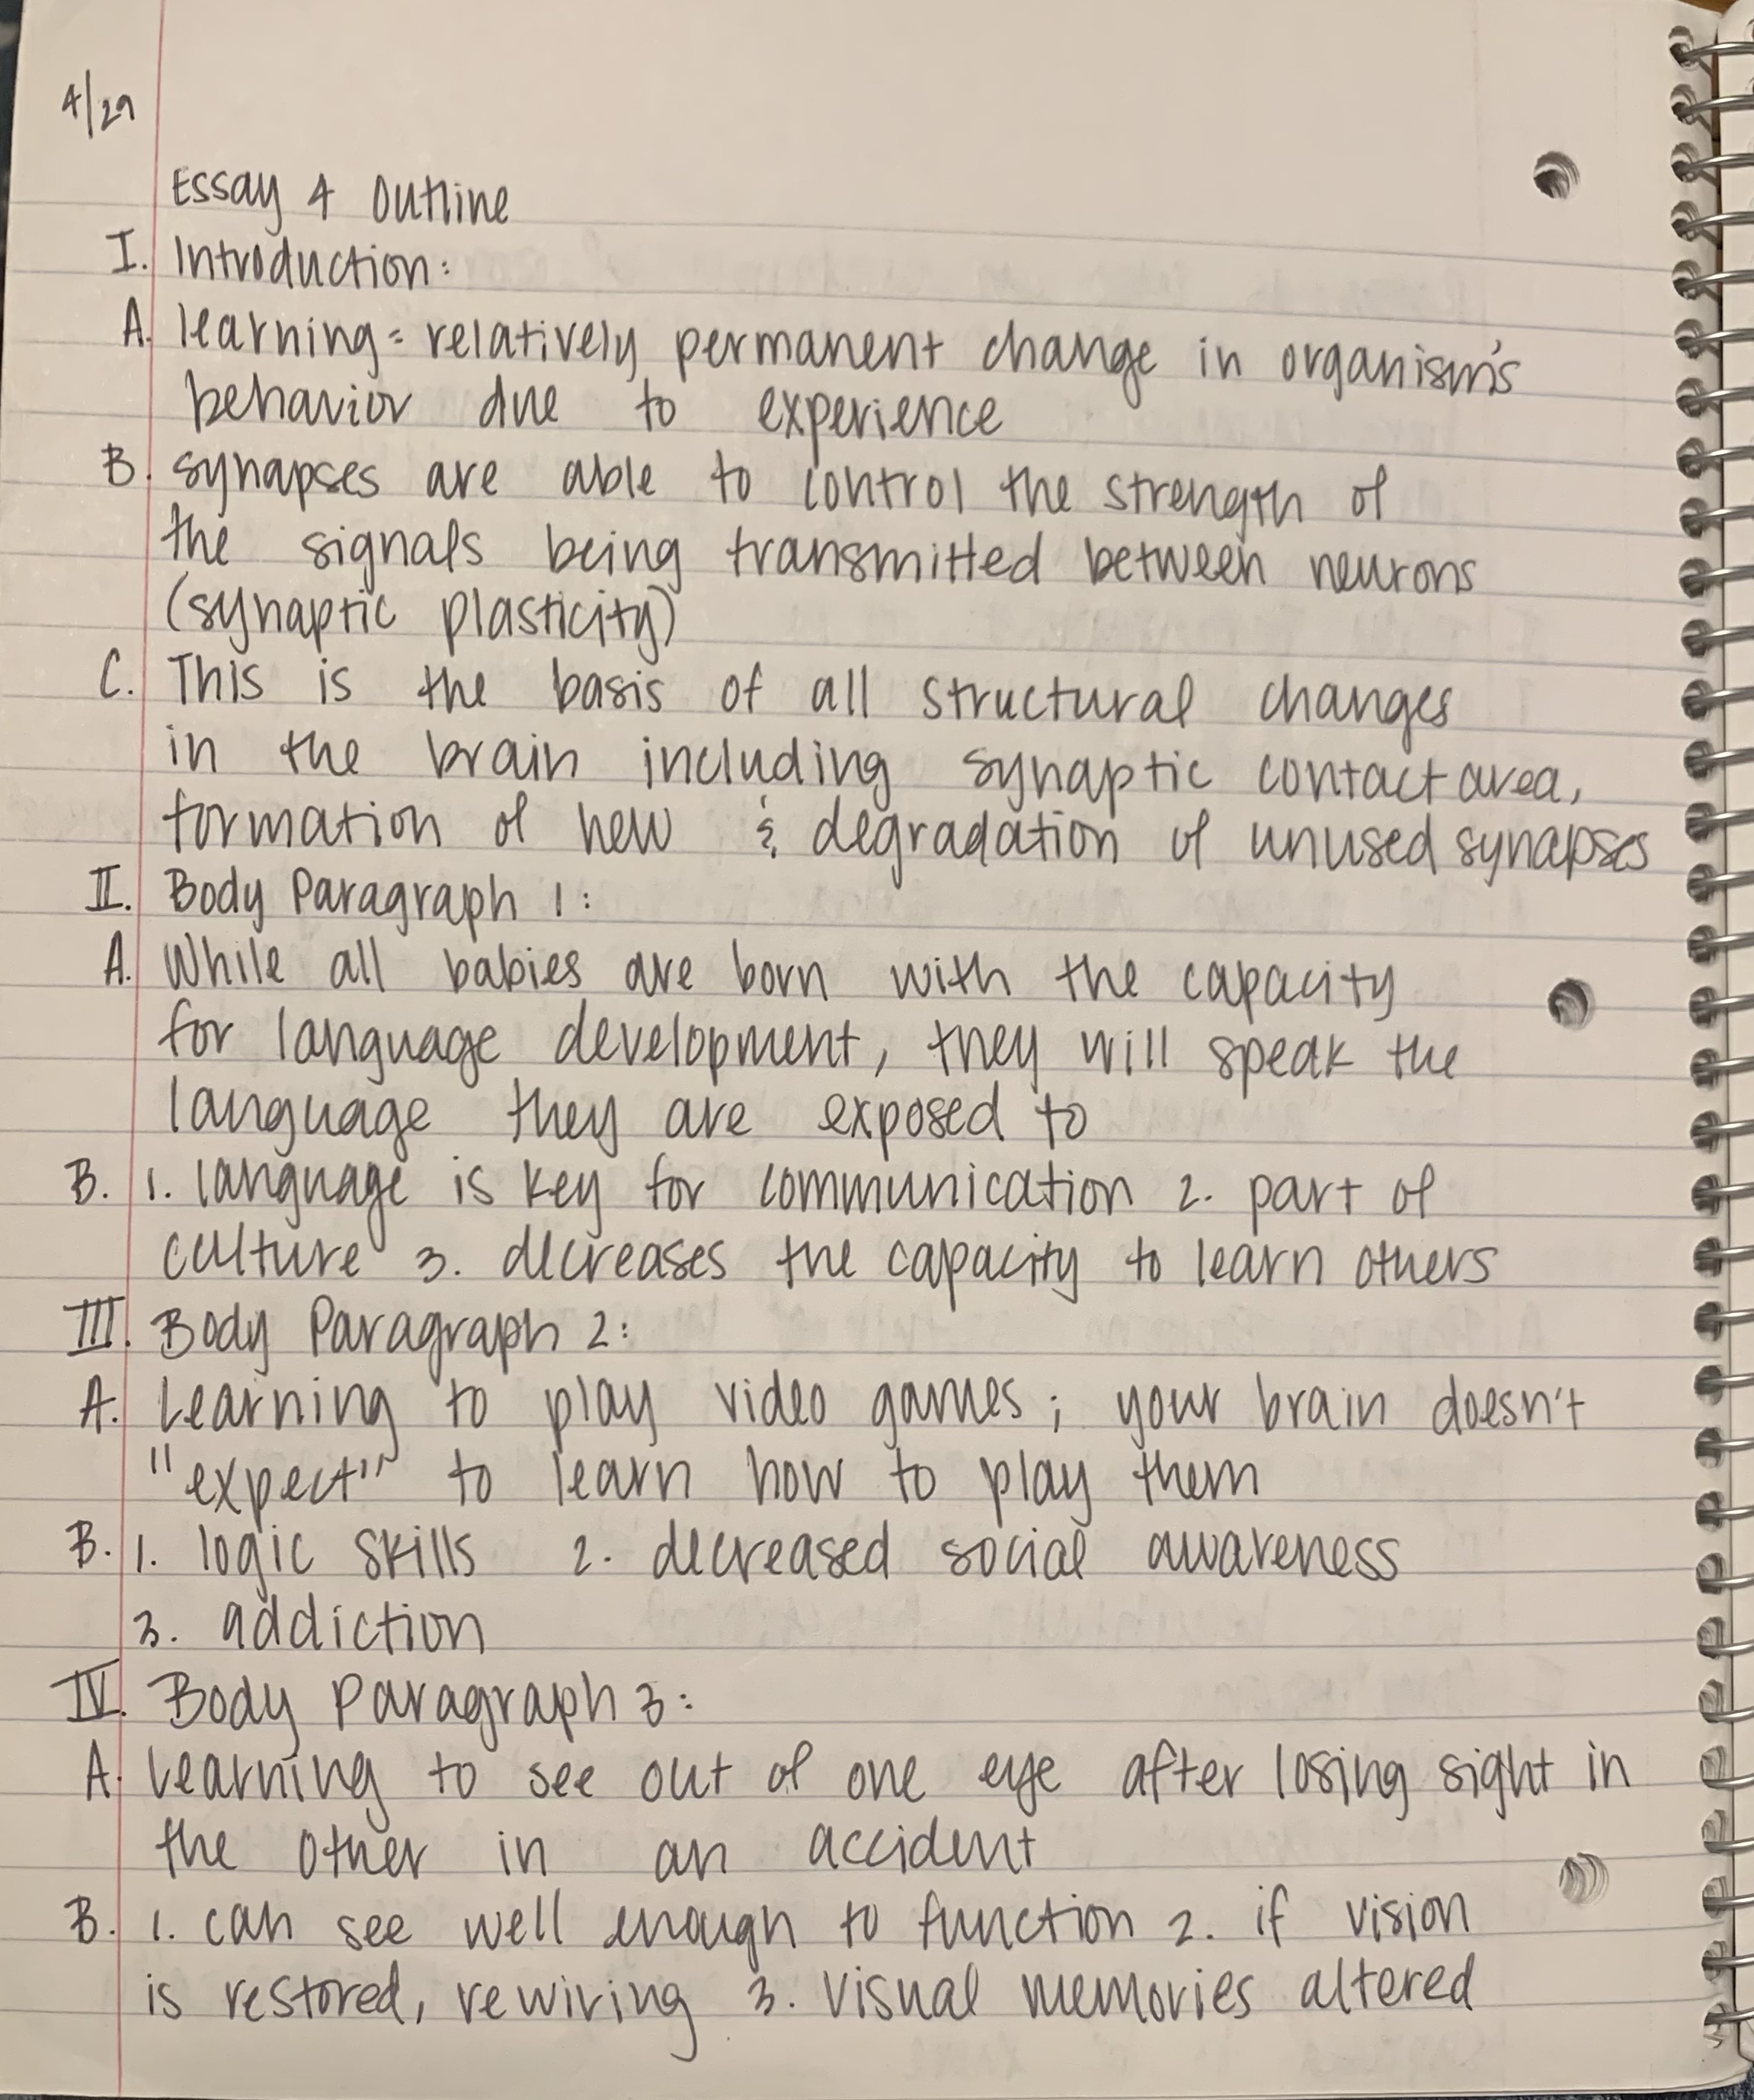 4/29
Essay 4 Outline
I. Introduction:
A. learning = relatively permanent change in organism's
behavior due to experience
B. synapses are able to control the strength of
the signals being transmitted between neurons
(synaptic plasticity)
C. This is the basis of all structural changes
in the brain including synaptic contact area,
formation of new & degradation of unused synapses
II. Body Paragraph 1:
A. While all babies are born with the capacity
for language development, they will speak the
language they are exposed to
B. 1. language is key for communication 2. part of
culture 3. decreases the capacity to learn others
III. Body Paragraph 2:
A. Learning to play video games; your brain doesn't
"expect" to learn how to play them
B. 1. logic skills 2. decreased social awareness
3. addiction
IV. Body Paragraph 3:
A. Learning to see out of one eye after losing sight in
the other in an accident
B. 1. can see well enough to function 2. if vision
is restored, rewiring 3. visual memories altered